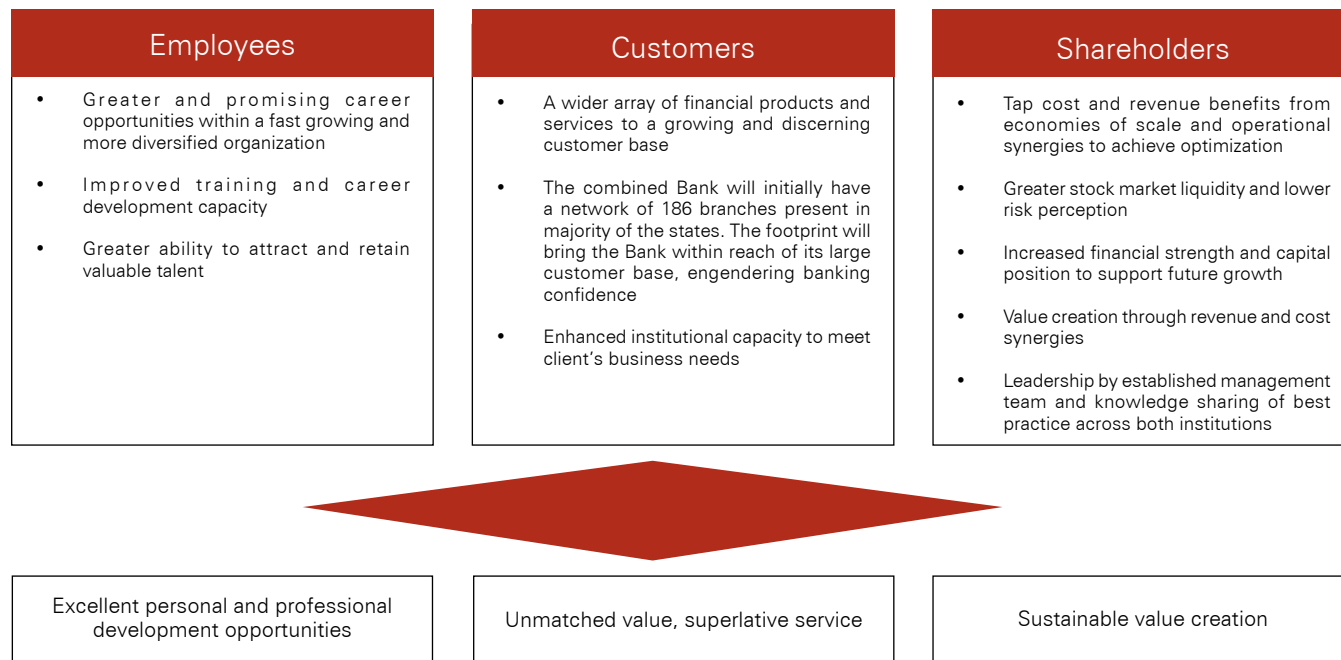 Employees
• Greater and promising career
opportunities within a fast growing and
more diversified organization
• Improved training and career
development capacity
• Greater ability to attract and retain
valuable talent
Customers
• A wider array of financial products and
services to a growing and discerning
customer base
• The combined Bank will initially have
a network of 186 branches present in
majority of the states. The footprint will
bring the Bank within reach of its large
customer base, engendering banking
confidence
• Enhanced institutional capacity to meet
client's business needs
Shareholders
• Tap cost and revenue benefits from
economies of scale and operational
synergies to achieve optimization
• Greater stock market liquidity and lower
risk perception
• Increased financial strength and capital
position to support future growth
• Value creation through revenue and cost
synergies
• Leadership by established management
team and knowledge sharing of best
practice across both institutions
Excellent personal and professional
development opportunities
Unmatched value, superlative service
Sustainable value creation